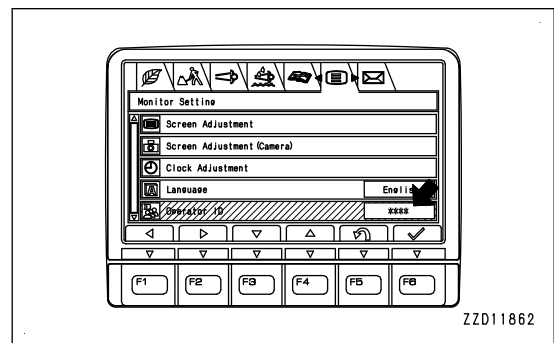 Monitor Setting
Screen Adjustment
Screen Adjustment (Camera)
Clock Adjustment
A Language Englis
Operator ID ****
F1 F2 F3 F4 F5 F6
ZZD11862